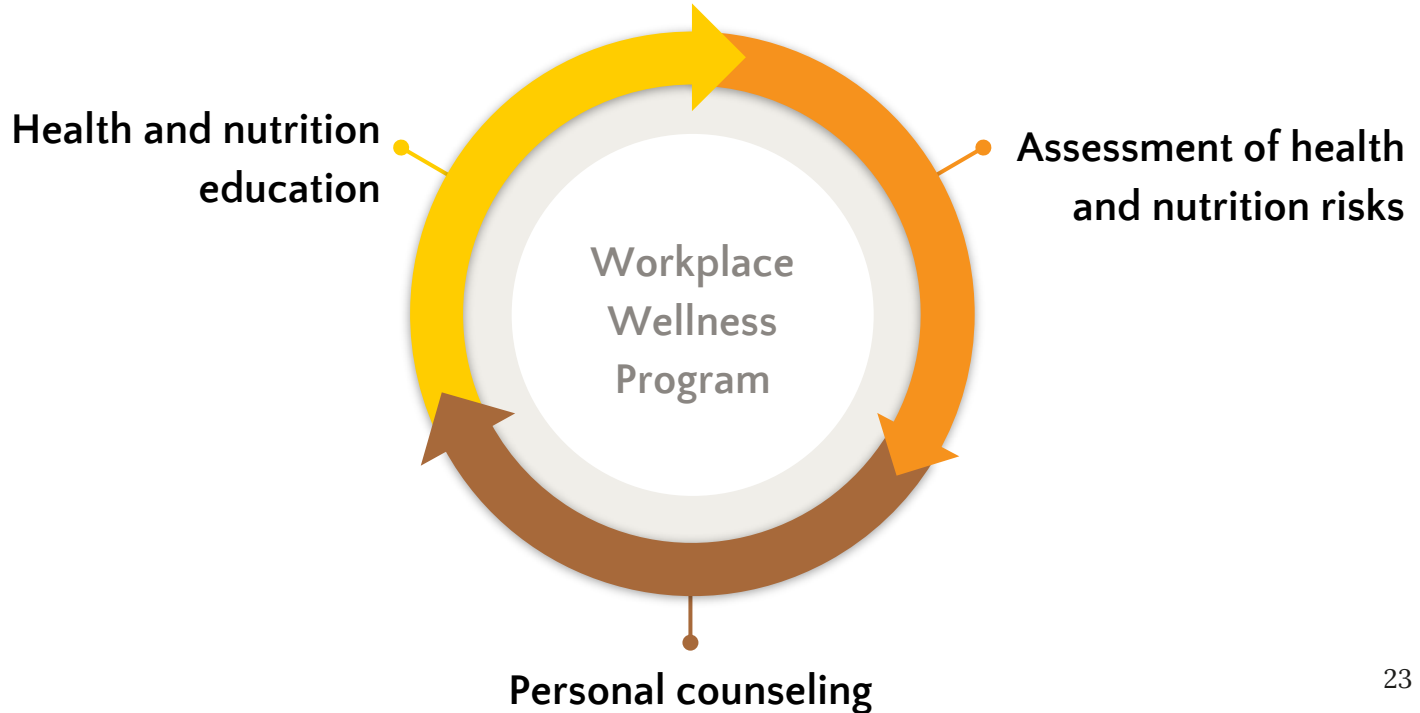 Health and nutrition
education
Assessment of health
and nutrition risks
Workplace
Wellness
Program
Personal counseling
23